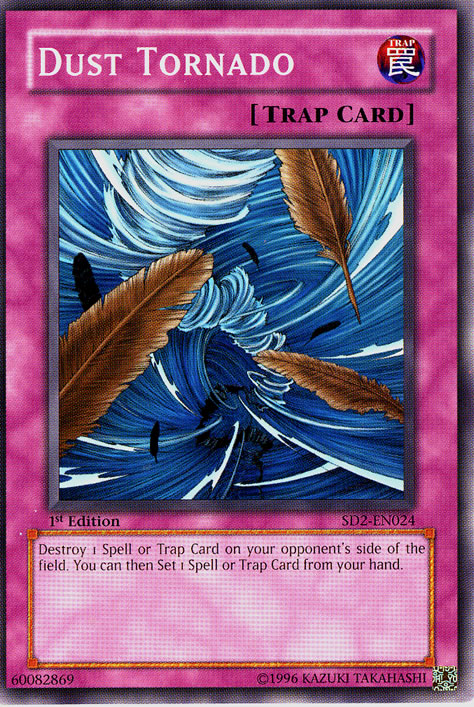 DUST TORNADO
TRAP
罠
[TRAP CARD]
1st Edition
SD2-EN024
Destroy 1 Spell or Trap Card on your opponent's side of the
field. You can then Set 1 Spell or Trap Card from your hand.
60082869
©1996 KAZUKI TAKAHASHI